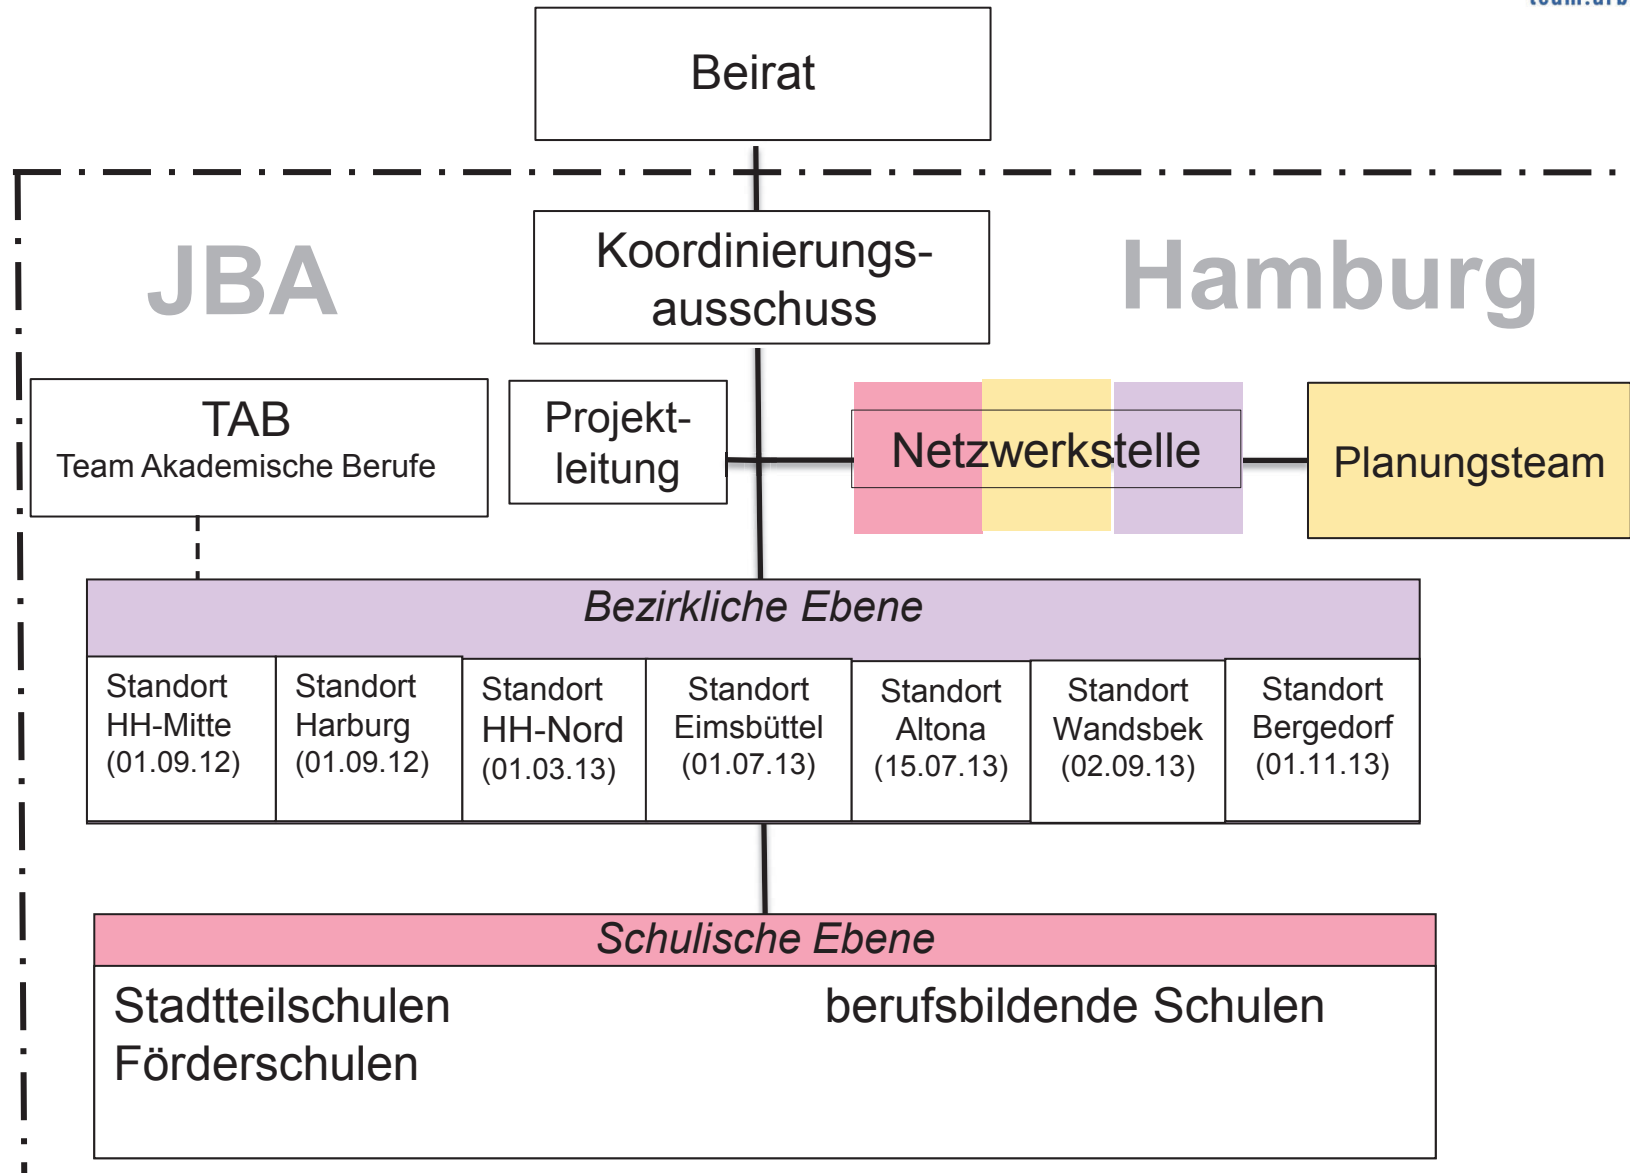 Beirat
JBA
Hamburg
Koordinierungs-
ausschuss
TAB
Team Akademische Berufe
Projekt-
leitung
Netzwerkstelle
Planungsteam
Bezirkliche Ebene
Standort
HH-Mitte
(01.09.12)
Standort
Harburg
(01.09.12)
Standort
HH-Nord
(01.03.13)
Standort
Eimsbüttel
(01.07.13)
Standort
Altona
(15.07.13)
Standort
Wandsbek
(02.09.13)
Standort
Bergedorf
(01.11.13)
Schulische Ebene
Stadtteilschulen
Förderschulen
berufsbildende Schulen